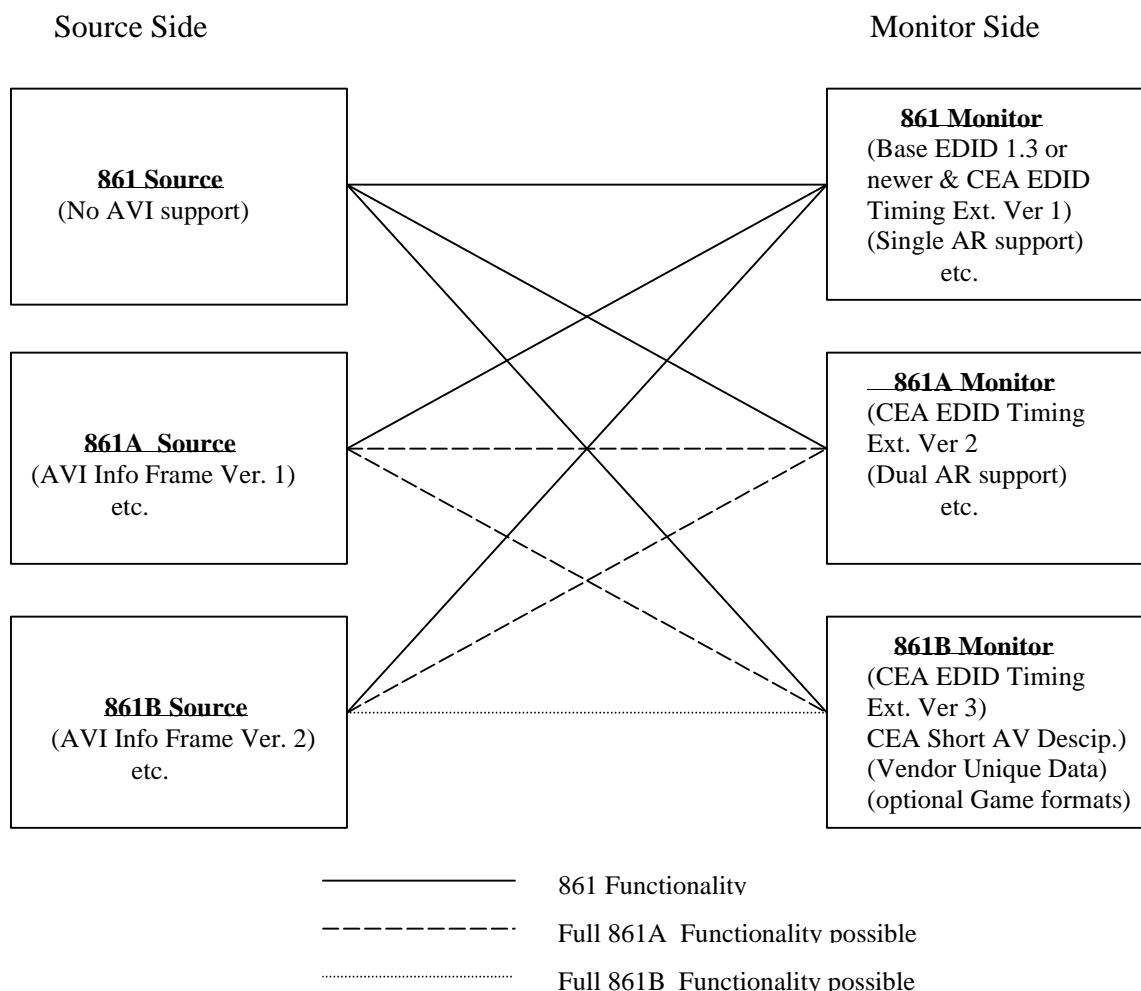 Source Side
Monitor Side
861 Source
(No AVI support)
861 Monitor
(Base EDID 1.3 or
newer & CEA EDID
Timing Ext. Ver 1)
(Single AR support)
etc.
861A Source
(AVI Info Frame Ver. 1)
etc.
861A Monitor
(CEA EDID Timing
Ext. Ver 2
(Dual AR support)
etc.
861B Source
(AVI Info Frame Ver. 2)
etc.
861B Monitor
(CEA EDID Timing
Ext. Ver 3)
CEA Short AV Descip.)
(Vendor Unique Data)
(optional Game formats)
861 Functionality
Full 861A Functionality possible
Full 861B Functionality possible